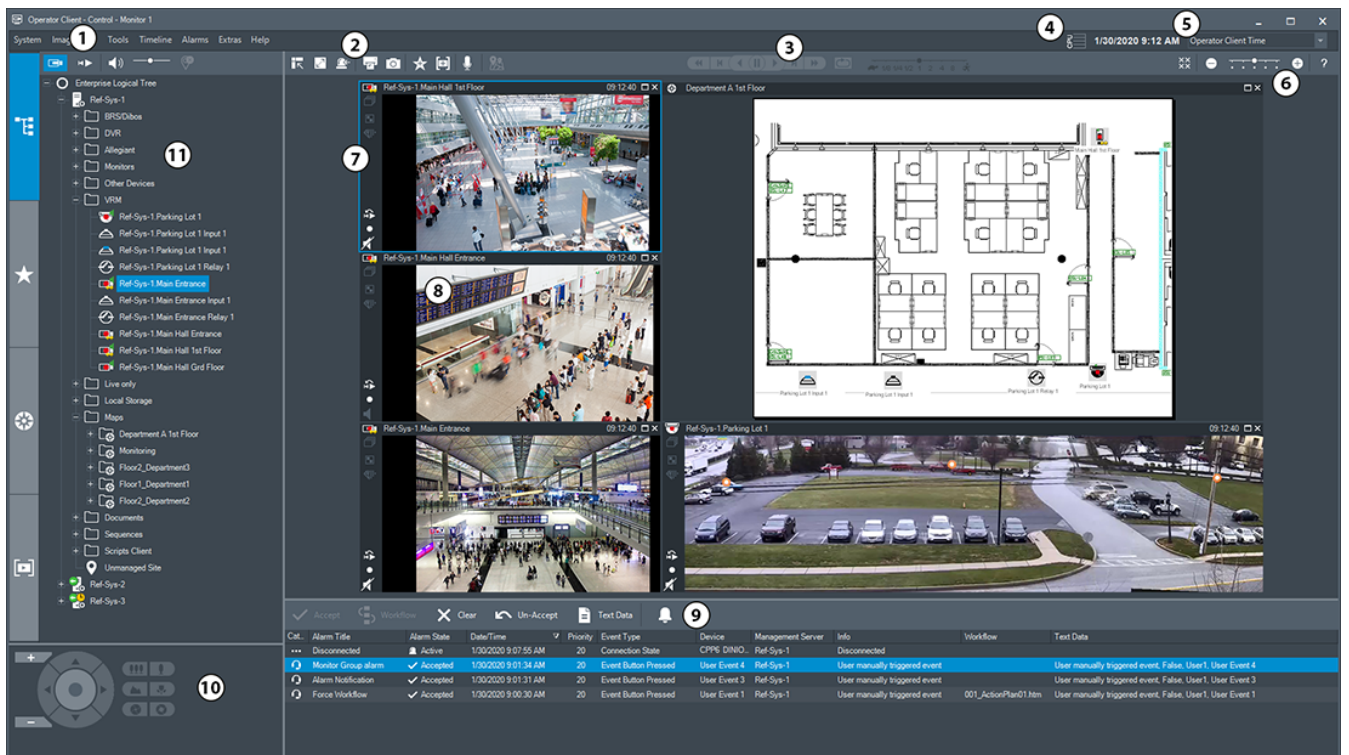 Operator Client - Control - Monitor 1
System Tools Timeline Alarms Extras Help
1
2
3
4
5
6
7
8
9
10
11
1/30/2020 9:12 AM Operator Client Time
?
Enterprise Logical Tree
Ref-Sys-1
BRS/Dibos
DVR
Allegiant
Monitors
Other Devices
VRM
Ref-Sys-1.Parking Lot 1
Ref-Sys-1.Parking Lot 1 Input 1
Ref-Sys-1.Parking Lot 1 Input 1
Ref-Sys-1.Parking Lot 1 Relay 1
Ref-Sys-1.Main Entrance
Ref-Sys-1.Main Entrance Input 1
Ref-Sys-1.Main Entrance Relay 1
Ref-Sys-1.Main Hall Entrance
Ref-Sys-1.Main Hall 1st Floor
Ref-Sys-1.Main Hall Grd Floor
Live only
Local Storage
Maps
Department A 1st Floor
Monitoring
Floor2_Department3
Floor1_Department1
Floor2_Department2
Documents
Sequences
Scripts Client
Unmanaged Site
Ref-Sys-2
Ref-Sys-3
Ref-Sys-1.Main Hall 1st Floor 09:12:40
Department A 1st Floor
Main Hall 1st Floor
Parking Lot 1 Input 1
Parking Lot 1 Input 1
Parking Lot 1 Relay 1
Parking Lot 1
Ref-Sys-1.Main Hall Entrance 09:12:40
Ref-Sys-1.Main Entrance 09:12:40
Ref-Sys-1.Parking Lot 1 09:12:40
Accept Workflow Clear Un-Accept Text Data
Cat.. Alarm Title Alarm State Date/Time Priority Event Type Device Management Server Info Workflow Text Data
Disconnected Active 1/30/2020 9:07:55 AM 20 Connection State CPP6 DINIO... Ref-Sys-1 Disconnected
Monitor Group alarm Accepted 1/30/2020 9:01:34 AM 20 Event Button Pressed User Event 4 Ref-Sys-1 User manually triggered event User manually triggered event, False, User1, User Event 4
Alarm Notification Accepted 1/30/2020 9:01:31 AM 20 Event Button Pressed User Event 3 Ref-Sys-1 User manually triggered event User manually triggered event, False, User1, User Event 3
Force Workflow Accepted 1/30/2020 9:00:30 AM 20 Event Button Pressed User Event 1 Ref-Sys-1 User manually triggered event 001_ActionPlan01.htm User manually triggered event, False, User1, User Event 1